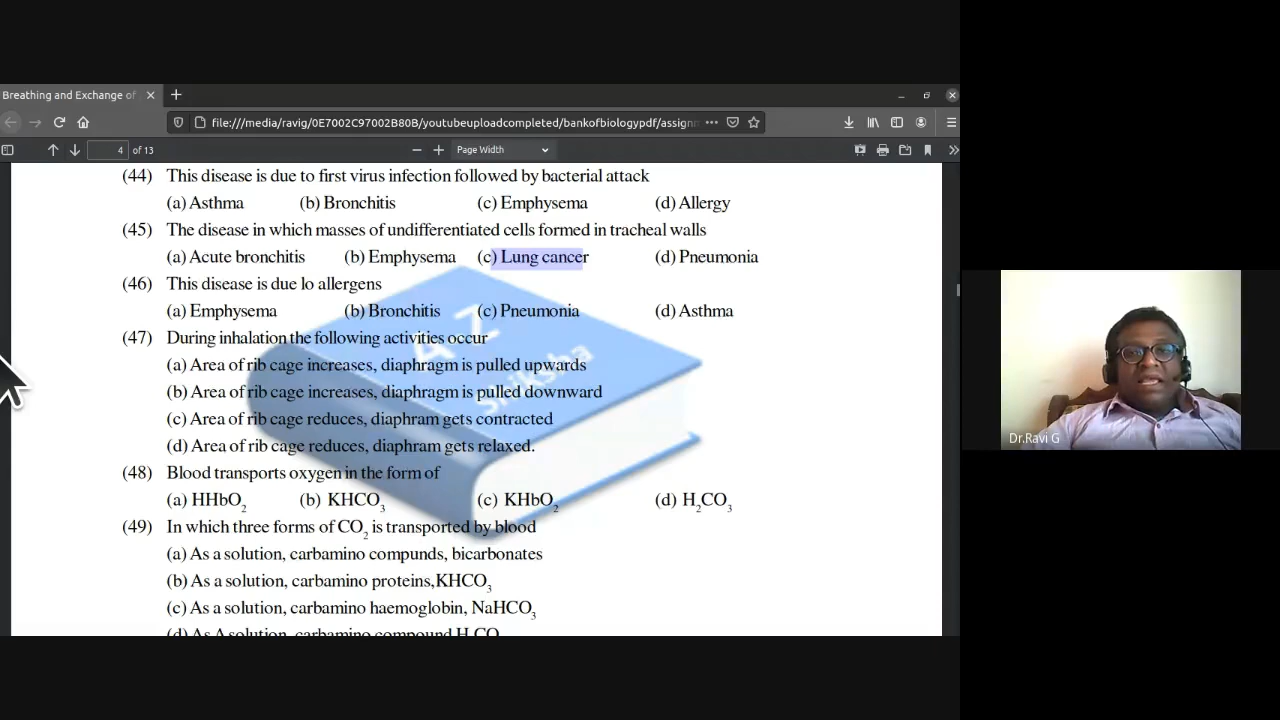 Breathing and Exchange of
file:///media/ravig/0E7002C97002B80B/youtubeuploadcompleted/bankofbiologypdf/assignn
4 of 13
Page Width
(44) This disease is due to first virus infection followed by bacterial attack
(a) Asthma (b) Bronchitis (c) Emphysema (d) Allergy
(45) The disease in which masses of undifferentiated cells formed in tracheal walls
(a) Acute bronchitis (b) Emphysema (c) Lung cancer (d) Pneumonia
(46) This disease is due lo allergens
(a) Emphysema (b) Bronchitis (c) Pneumonia (d) Asthma
(47) During inhalation the following activities occur
(a) Area of rib cage increases, diaphragm is pulled upwards
(b) Area of rib cage increases, diaphragm is pulled downward
(c) Area of rib cage reduces, diaphram gets contracted
(d) Area of rib cage reduces, diaphram gets relaxed.
(48) Blood transports oxygen in the form of
(a) HHbO₂ (b) KHCO₃ (c) KHbO₂ (d) H₂CO₃
(49) In which three forms of CO₂ is transported by blood
(a) As a solution, carbamino compunds, bicarbonates
(b) As a solution, carbamino proteins,KHCO₃
(c) As a solution, carbamino haemoglobin, NaHCO₃
(d) As A solution, carbamino compound H₂CO
Dr.Ravi G